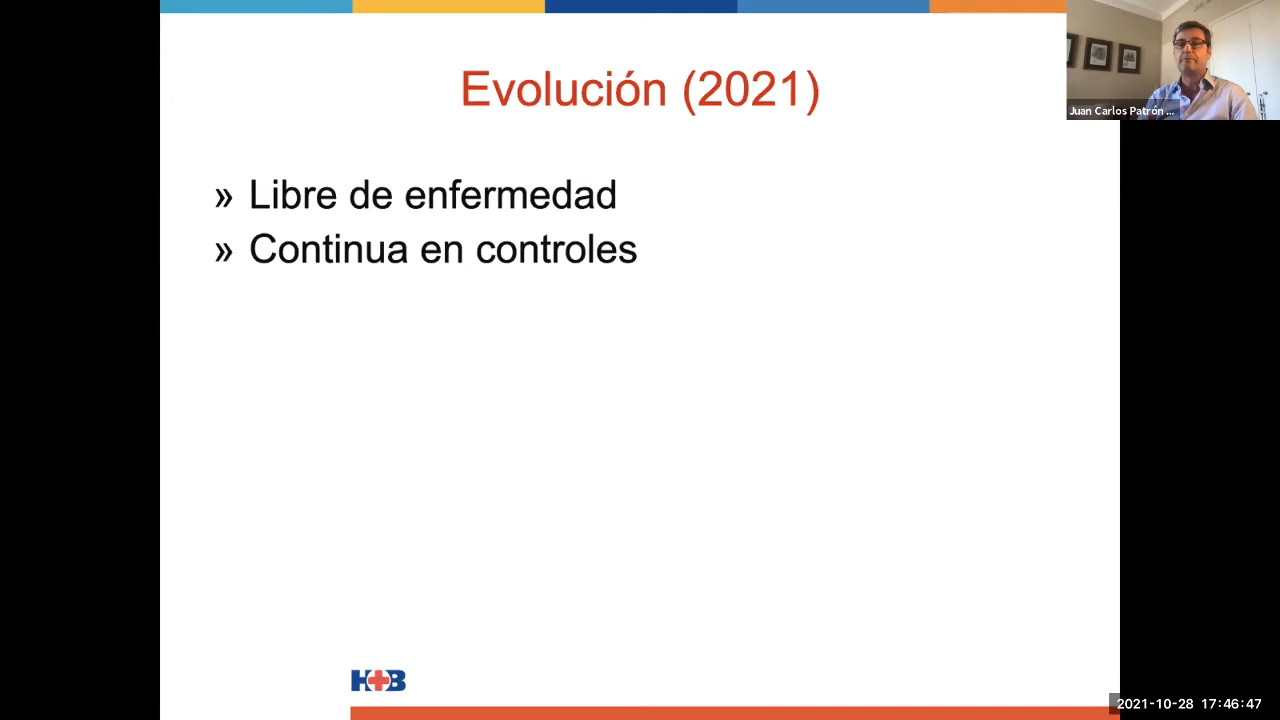 Evolución (2021)
» Libre de enfermedad
» Continua en controles
Juan Carlos Patrón ...
H+B
2021-10-28 17:46:47